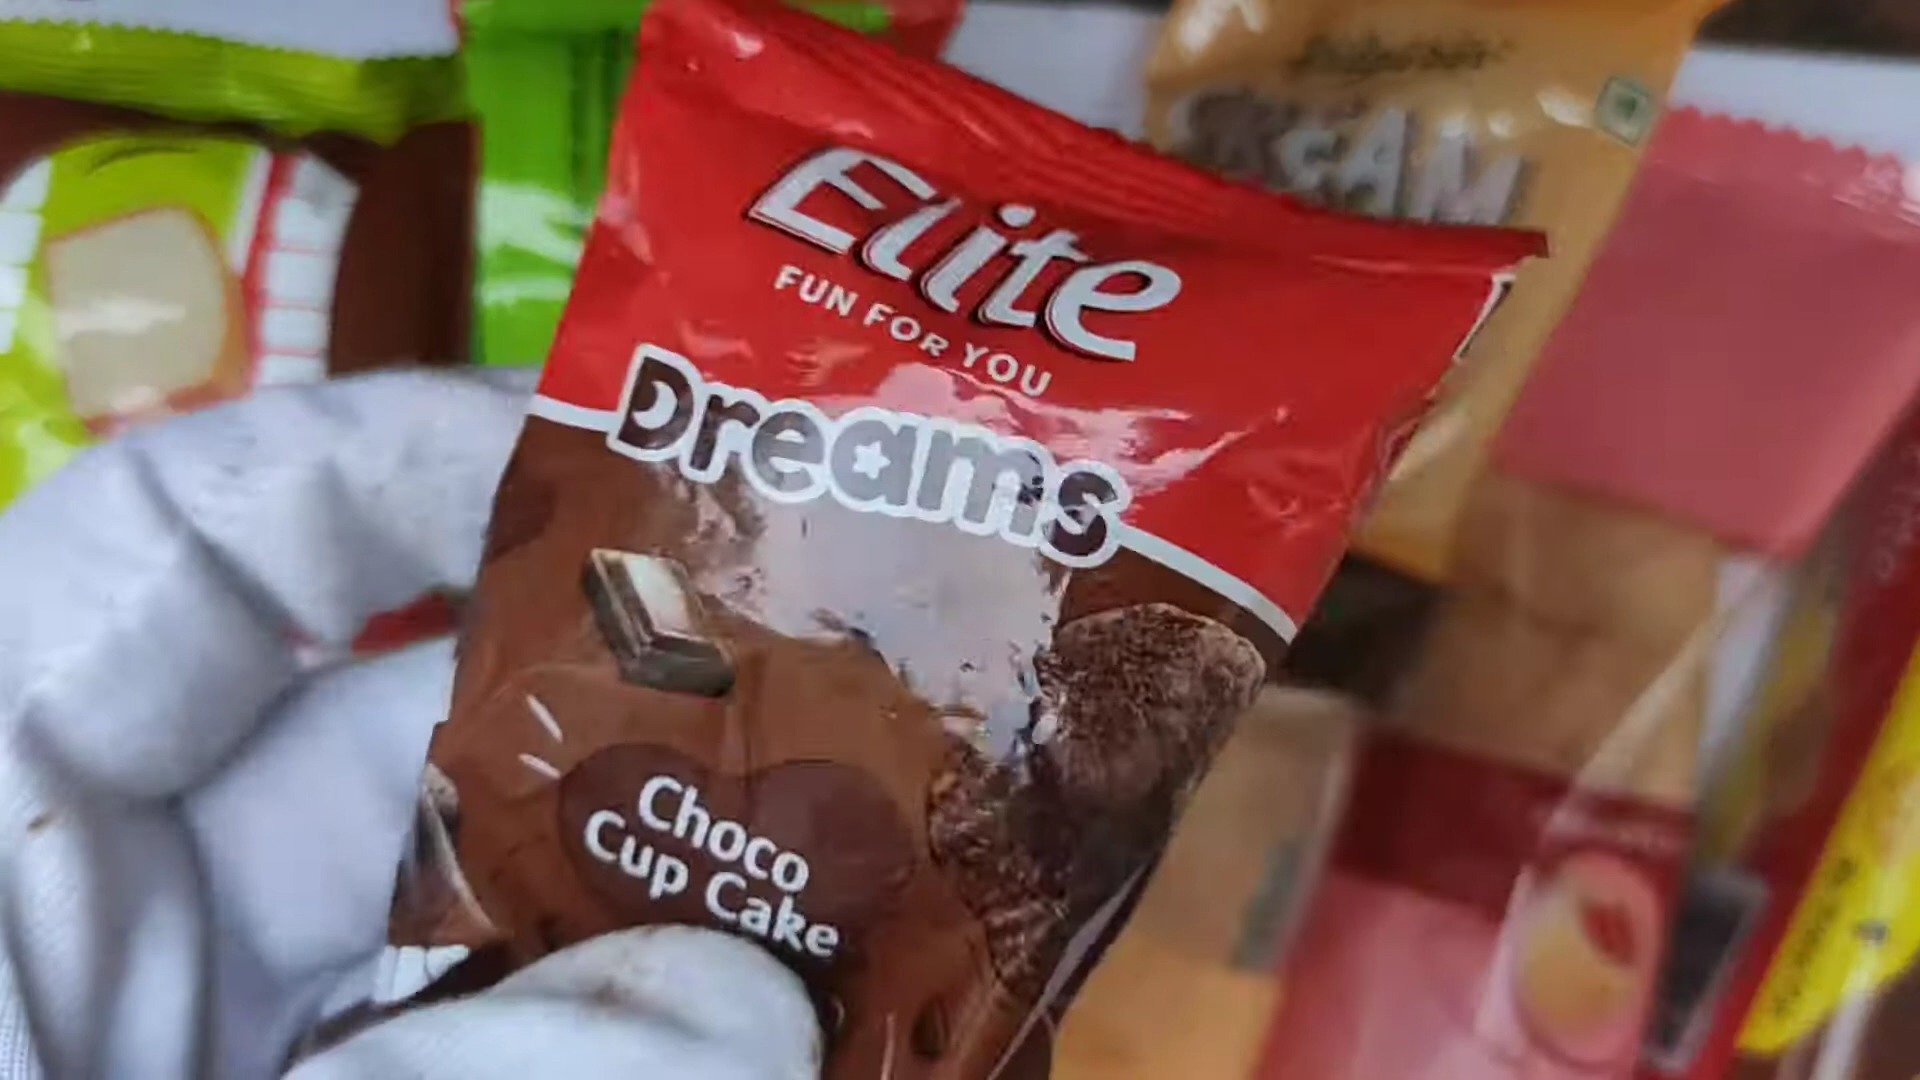 Elite
FUN FOR YOU
Dreams
Choco
Cup Cake